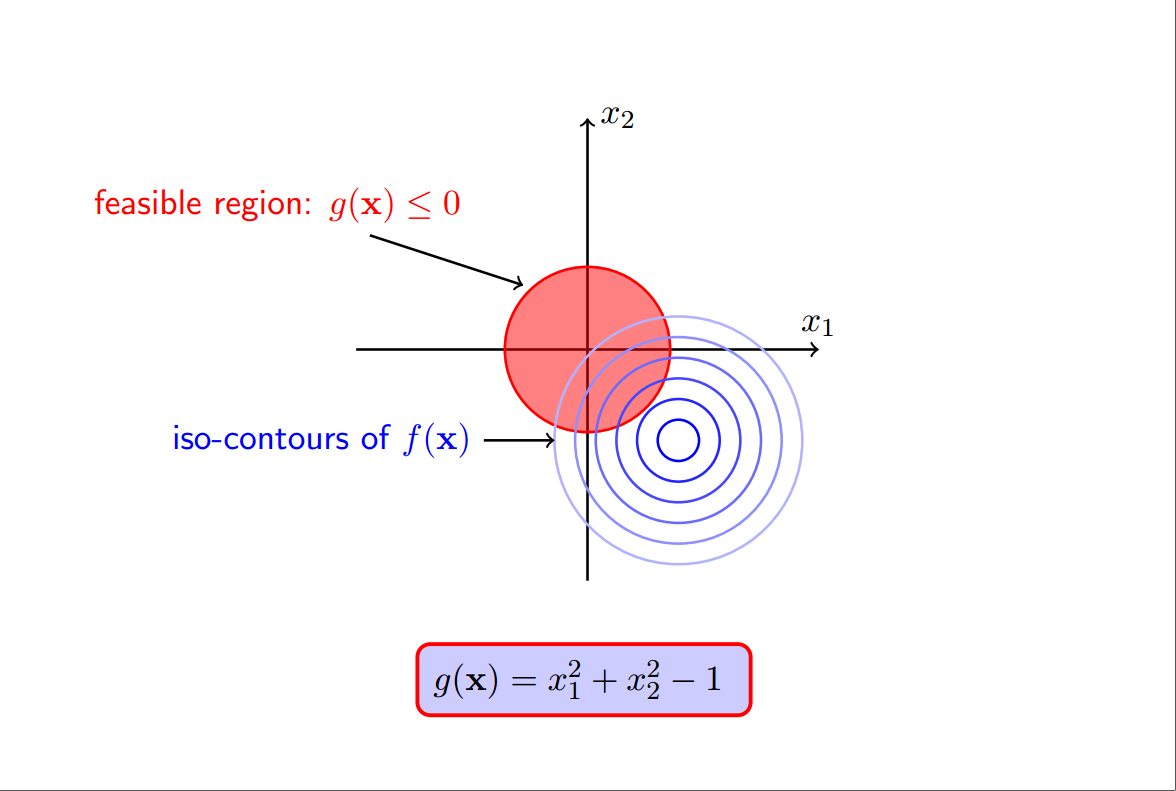 x₂
feasible region: g(𝐱) ≤ 0
x₁
iso-contours of f(𝐱)
g(𝐱) = x₁² + x₂² − 1